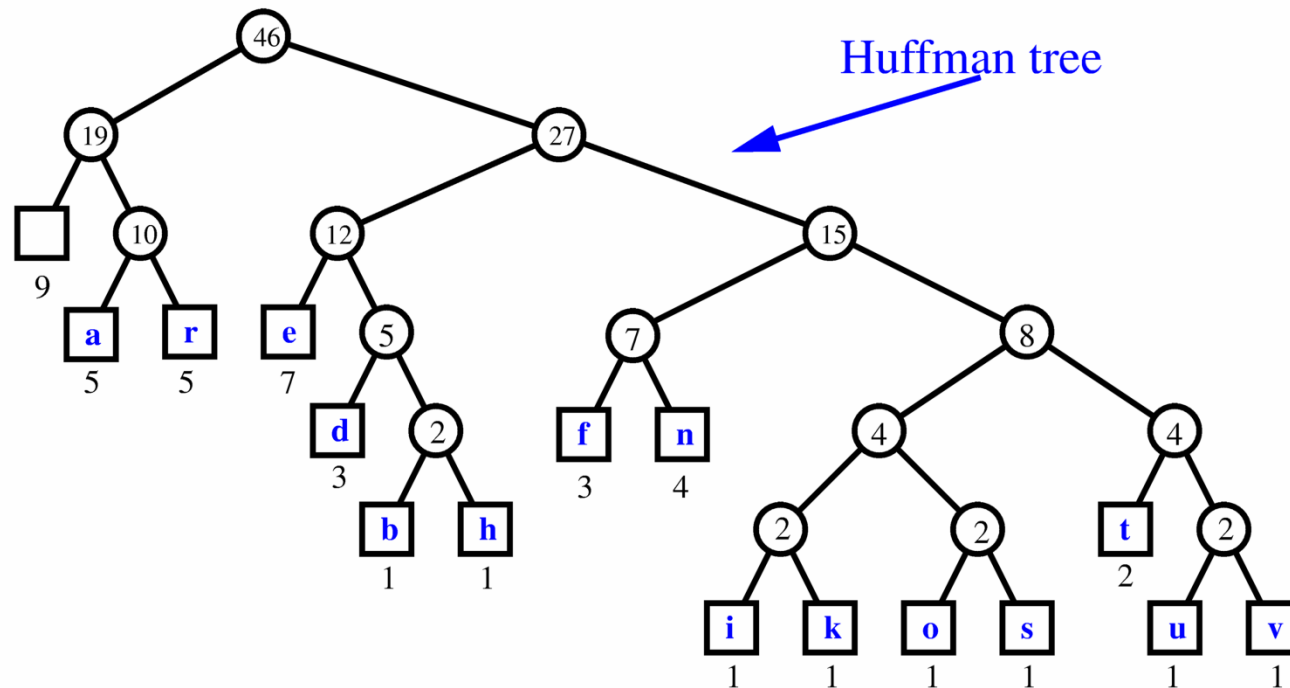 46
Huffman tree
19 27
10 12 15
9
a r e 5 7 8
5 5 7
d 2 f n 4 4
3 3 4
b h 2 2 t 2
1 1 2
i k o s u v
1 1 1 1 1 1